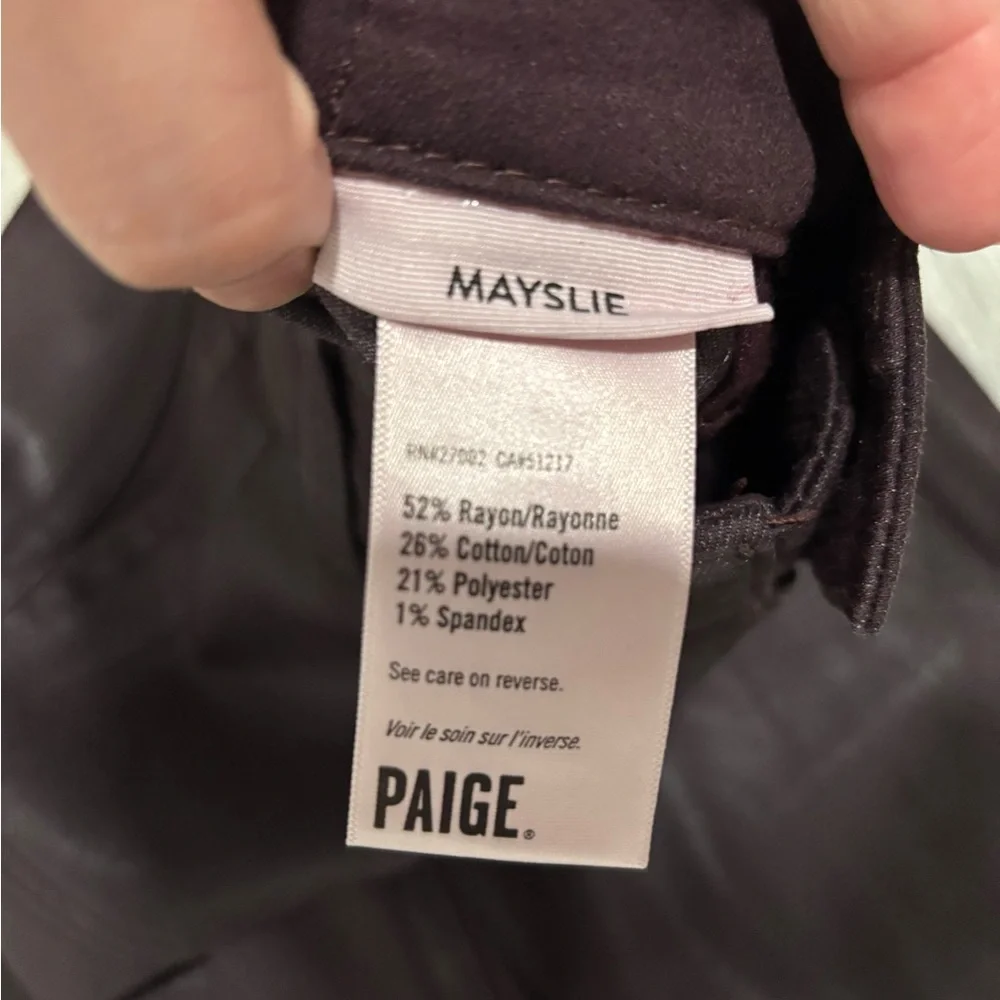 MAYSLIE
RN#27082 CA#51217
52% Rayon/Rayonne
26% Cotton/Coton
21% Polyester
1% Spandex
See care on reverse.
Voir le soin sur l'inverse.
PAIGE®